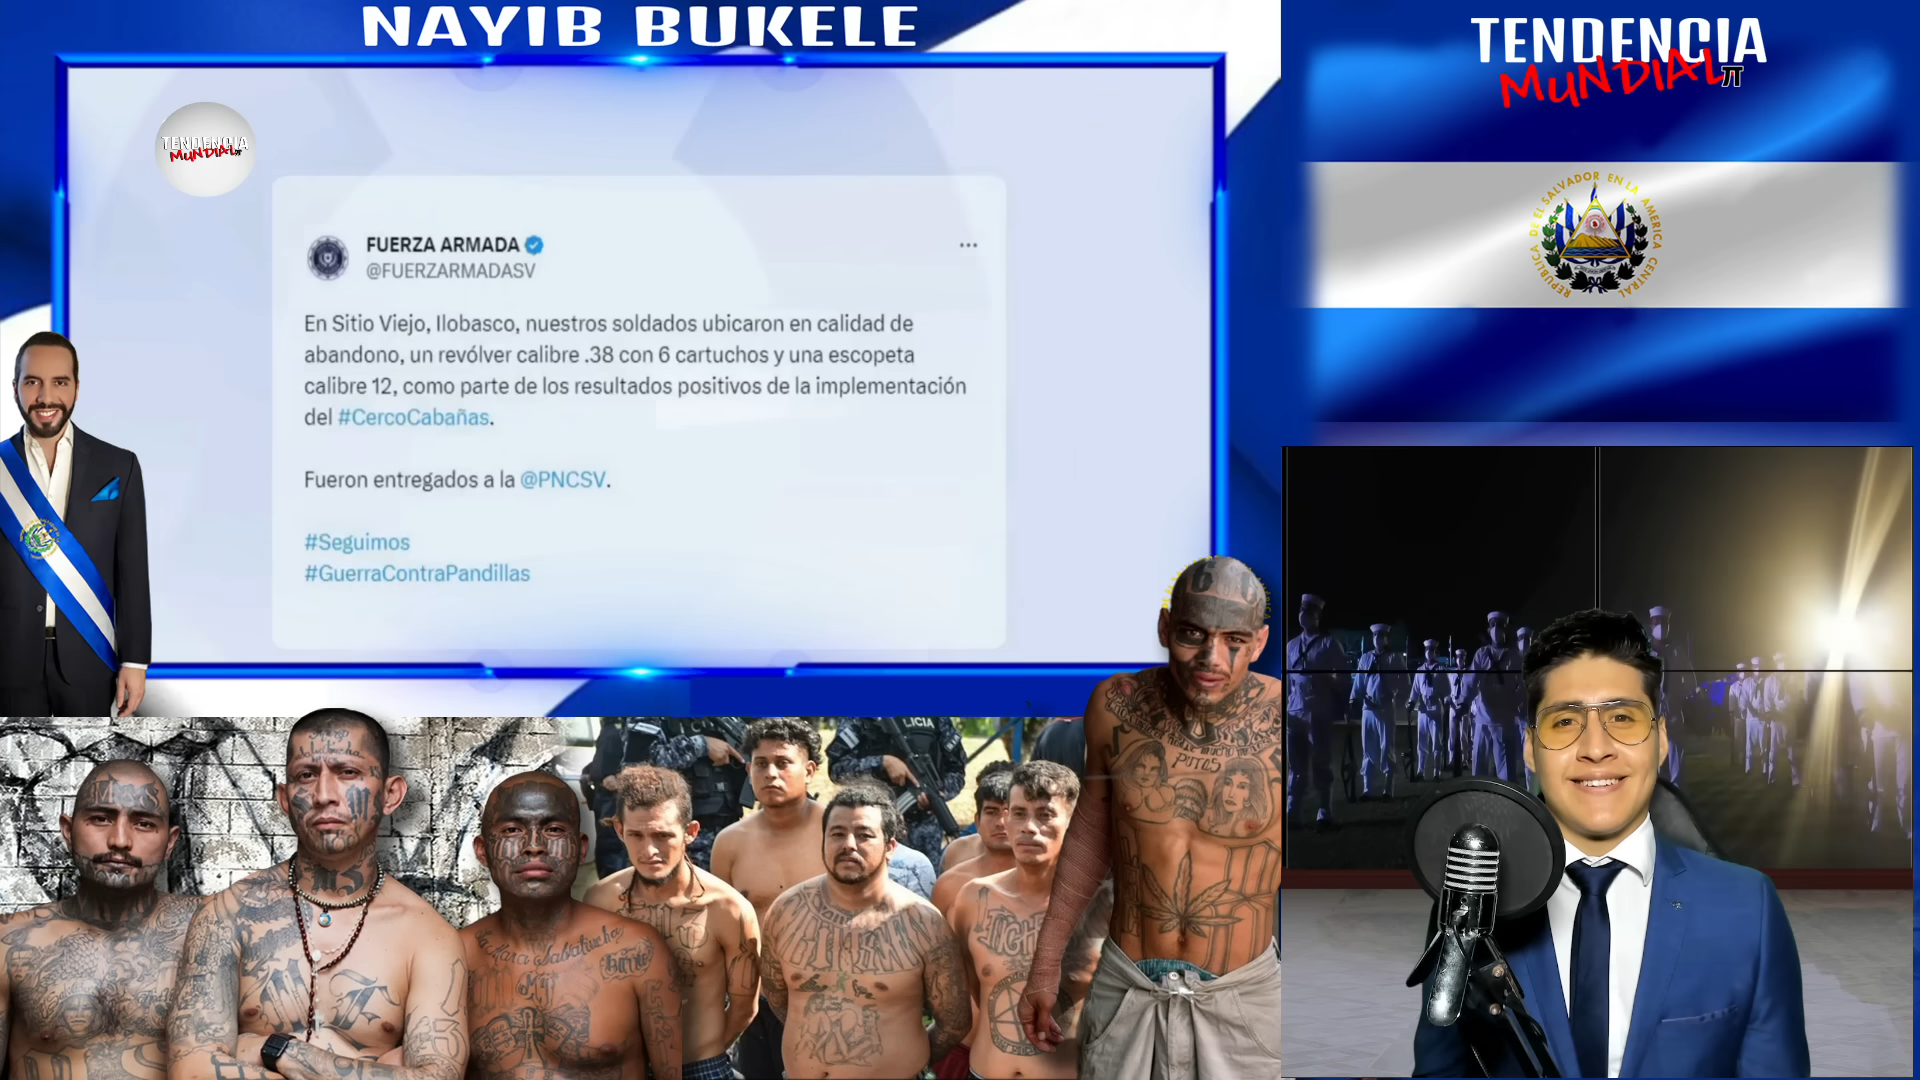 NAYIB BUKELE
TENDENCIA
MUNDIAL
TENDENCIA
MUNDIAL
FUERZA ARMADA
@FUERZARMADASV
En Sitio Viejo, Ilobasco, nuestros soldados ubicaron en calidad de
abandono, un revólver calibre .38 con 6 cartuchos y una escopeta
calibre 12, como parte de los resultados positivos de la implementación
del #CercoCabañas.
Fueron entregados a la @PNCSV.
#Seguimos
#GuerraContraPandillas
REPUBLICA DE EL SALVADOR EN LA AMERICA CENTRAL
LICIA